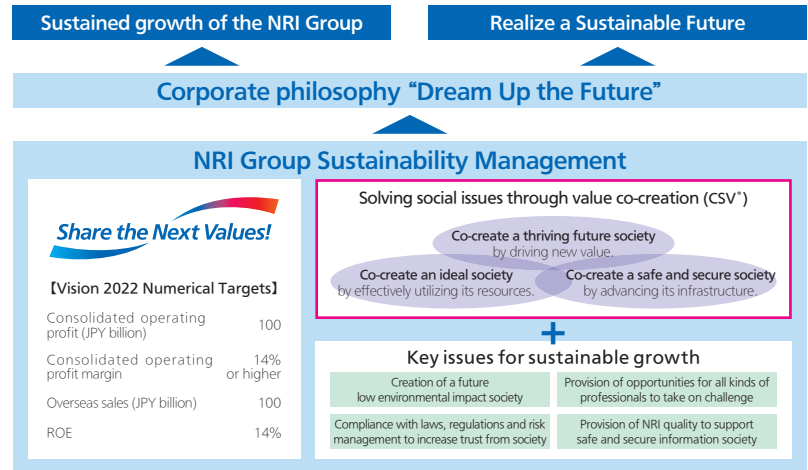 Sustained growth of the NRI Group
Realize a Sustainable Future
Corporate philosophy “Dream Up the Future”
NRI Group Sustainability Management
Share the Next Values!
【Vision 2022 Numerical Targets】
Consolidated operating
profit (JPY billion) 100
Consolidated operating 14%
profit margin or higher
Overseas sales (JPY billion) 100
ROE 14%
Solving social issues through value co-creation (CSV*)
Co-create a thriving future society
by driving new value.
Co-create an ideal society
by effectively utilizing its resources.
Co-create a safe and secure society
by advancing its infrastructure.
+
Key issues for sustainable growth
Creation of a future
low environmental impact society
Provision of opportunities for all kinds of
professionals to take on challenge
Compliance with laws, regulations and risk
management to increase trust from society
Provision of NRI quality to support
safe and secure information society